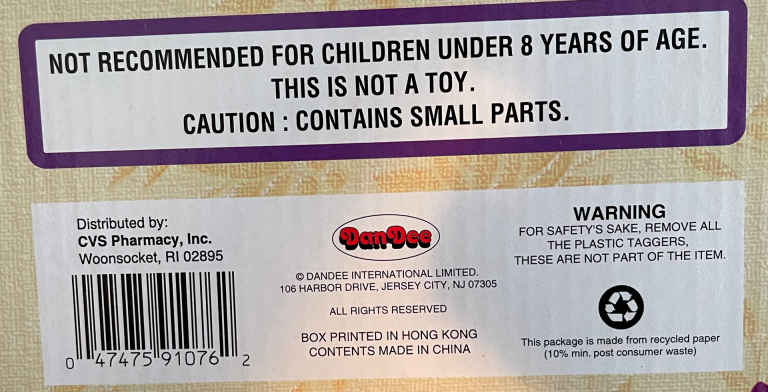 NOT RECOMMENDED FOR CHILDREN UNDER 8 YEARS OF AGE.
THIS IS NOT A TOY.
CAUTION : CONTAINS SMALL PARTS.
Distributed by:
CVS Pharmacy, Inc.
Woonsocket, RI 02895
0 47475 91076 2
DanDee
© DANDEE INTERNATIONAL LIMITED.
106 HARBOR DRIVE, JERSEY CITY, NJ 07305
ALL RIGHTS RESERVED
BOX PRINTED IN HONG KONG
CONTENTS MADE IN CHINA
WARNING
FOR SAFETY'S SAKE, REMOVE ALL
THE PLASTIC TAGGERS,
THESE ARE NOT PART OF THE ITEM.
This package is made from recycled paper
(10% min. post consumer waste)